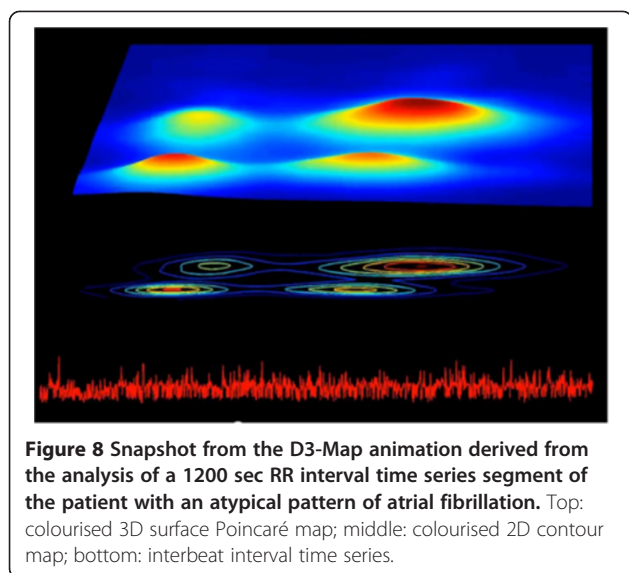 Figure 8 Snapshot from the D3-Map animation derived from
the analysis of a 1200 sec RR interval time series segment of
the patient with an atypical pattern of atrial fibrillation. Top:
colourised 3D surface Poincaré map; middle: colourised 2D contour
map; bottom: interbeat interval time series.